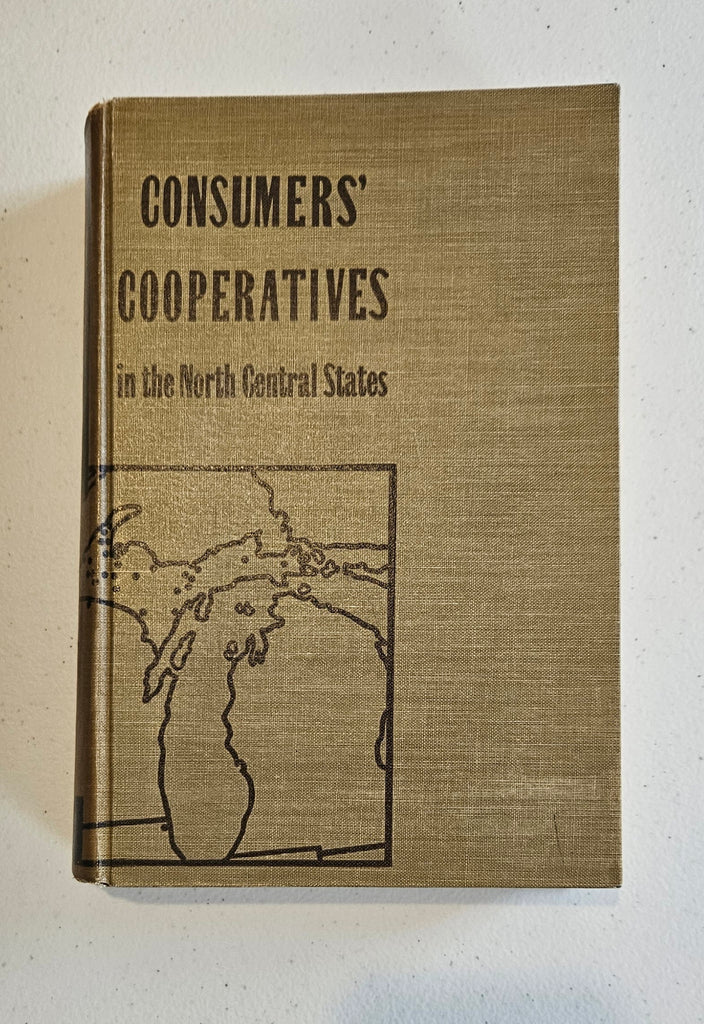 CONSUMERS’
COOPERATIVES
in the North Central States